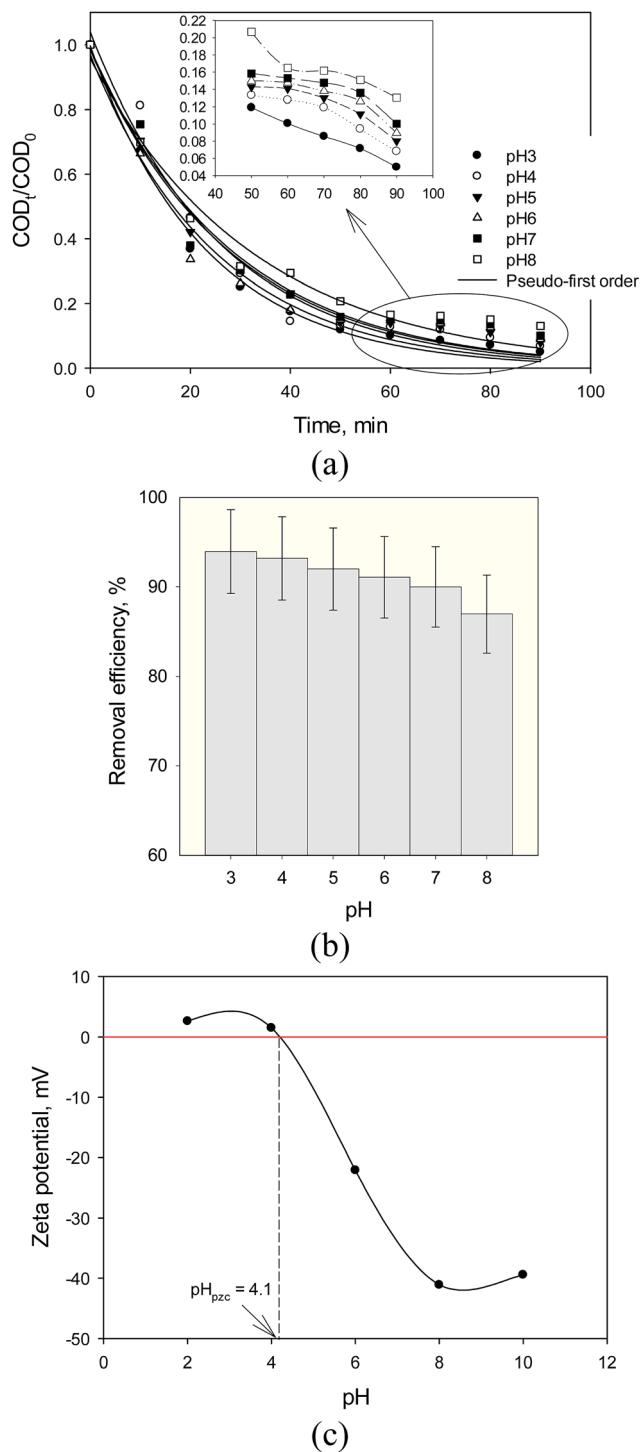 0.22
0.20
0.18
0.16
0.14
0.12
0.10
0.08
0.06
0.04
40 50 60 70 80 90 100
1.0
0.8
0.6
0.4
0.2
0.0
CODt/COD0
pH3
pH4
pH5
pH6
pH7
pH8
Pseudo-first order
0 20 40 60 80 100
Time, min
(a)
100
90
80
70
60
Removal efficiency, %
3 4 5 6 7 8
pH
(b)
10
0
-10
-20
-30
-40
-50
Zeta potential, mV
pHpzc = 4.1
0 2 4 6 8 10 12
pH
(c)